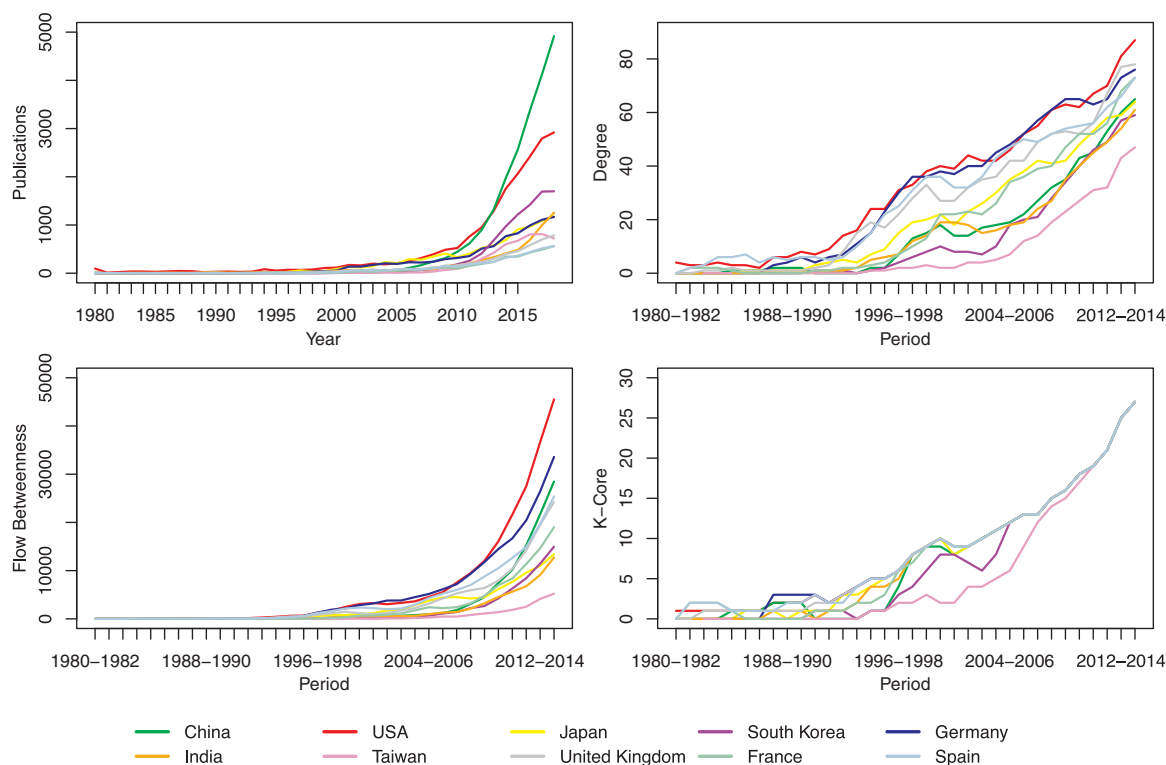 Publications
50000
3000
1000
0
1980 1985 1990 1995 2000 2005 2010 2015
Year
Degree
80
60
40
20
0
1980−1982 1988−1990 1996−1998 2004−2006 2012−2014
Period
Flow Betweenness
50000
30000
10000
0
1980−1982 1988−1990 1996−1998 2004−2006 2012−2014
Period
K−Core
30
25
20
15
10
5
0
1980−1982 1988−1990 1996−1998 2004−2006 2012−2014
Period
China USA Japan South Korea Germany
India Taiwan United Kingdom France Spain